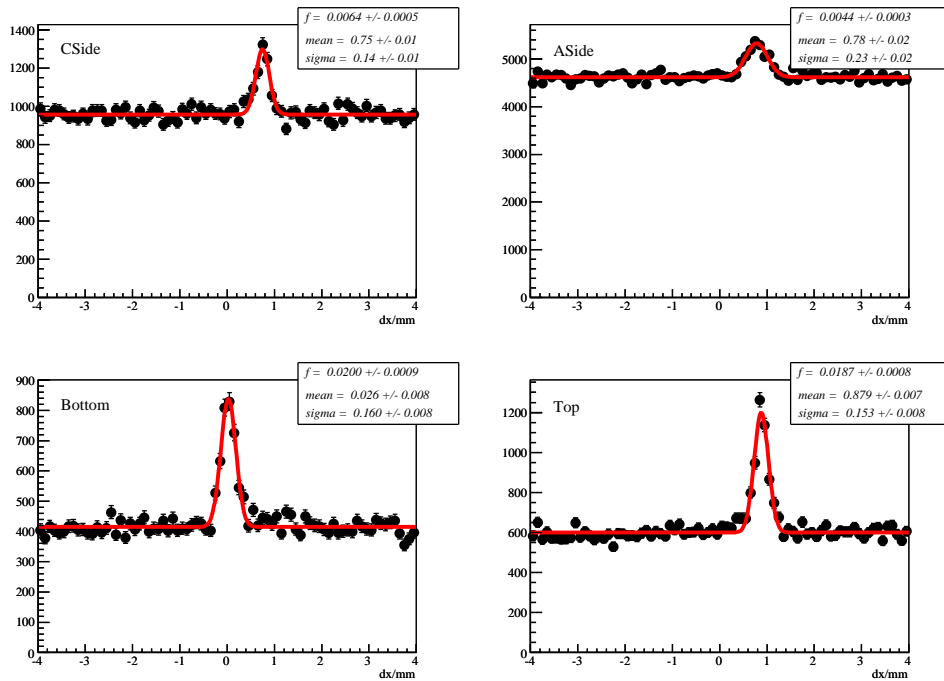 f = 0.0064 +/- 0.0005
mean = 0.75 +/- 0.01
sigma = 0.14 +/- 0.01
CSide
1400
1200
1000
800
600
400
200
0
-4 -3 -2 -1 0 1 2 3 4
dx/mm
f = 0.0044 +/- 0.0003
mean = 0.78 +/- 0.02
sigma = 0.23 +/- 0.02
ASide
5000
4000
3000
2000
1000
0
-4 -3 -2 -1 0 1 2 3 4
dx/mm
f = 0.0200 +/- 0.0009
mean = 0.026 +/- 0.008
sigma = 0.160 +/- 0.008
Bottom
900
800
700
600
500
400
300
200
100
0
-4 -3 -2 -1 0 1 2 3 4
dx/mm
f = 0.0187 +/- 0.0008
mean = 0.879 +/- 0.007
sigma = 0.153 +/- 0.008
Top
1200
1000
800
600
400
200
0
-4 -3 -2 -1 0 1 2 3 4
dx/mm